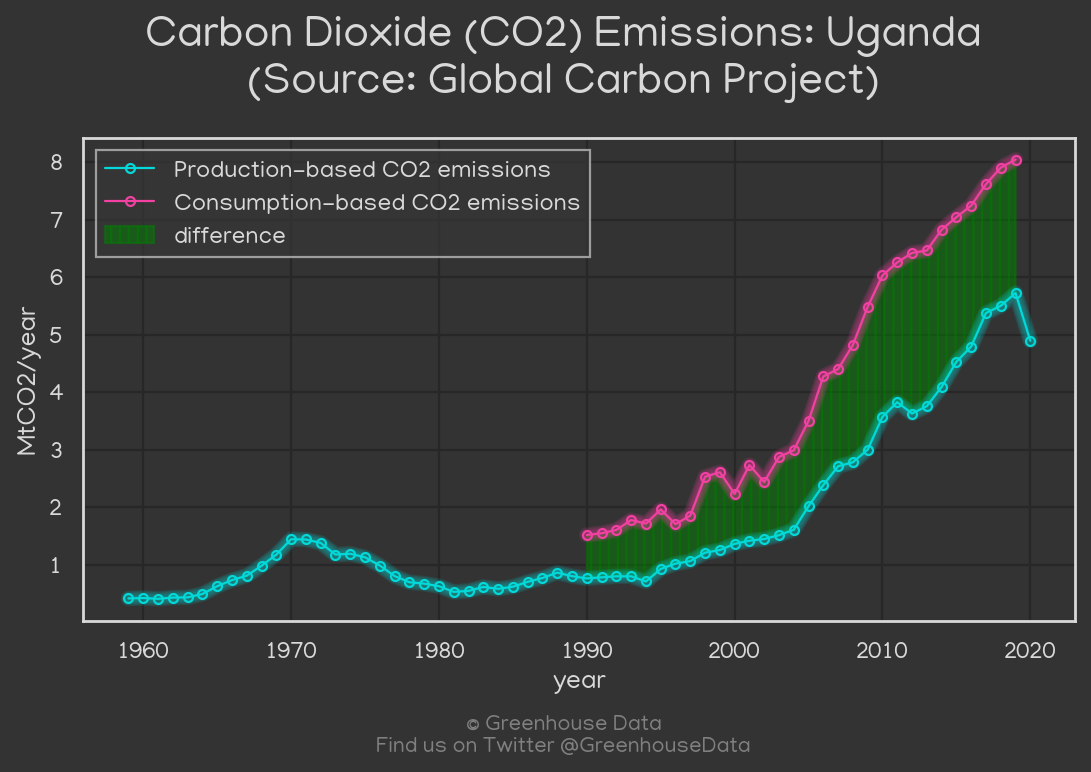 Carbon Dioxide (CO2) Emissions: Uganda
(Source: Global Carbon Project)
Production-based CO2 emissions
Consumption-based CO2 emissions
difference
8
7
6
5
4
3
2
1
MtCO2/year
1960 1970 1980 1990 2000 2010 2020
year
© Greenhouse Data
Find us on Twitter @GreenhouseData